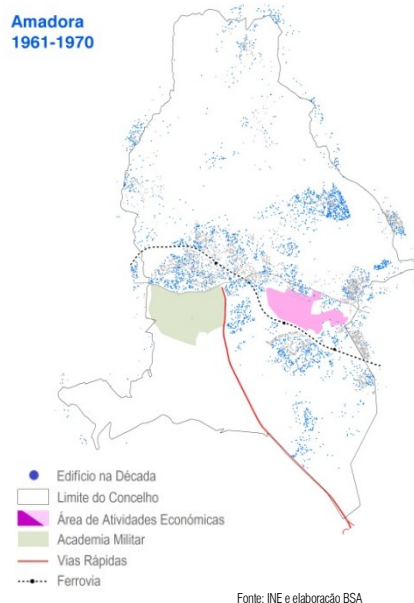 Amadora
1961-1970
Edifício na Década
Limite do Concelho
Área de Atividades Económicas
Academia Militar
Vias Rápidas
Ferrovia
Fonte: INE e elaboração BSA